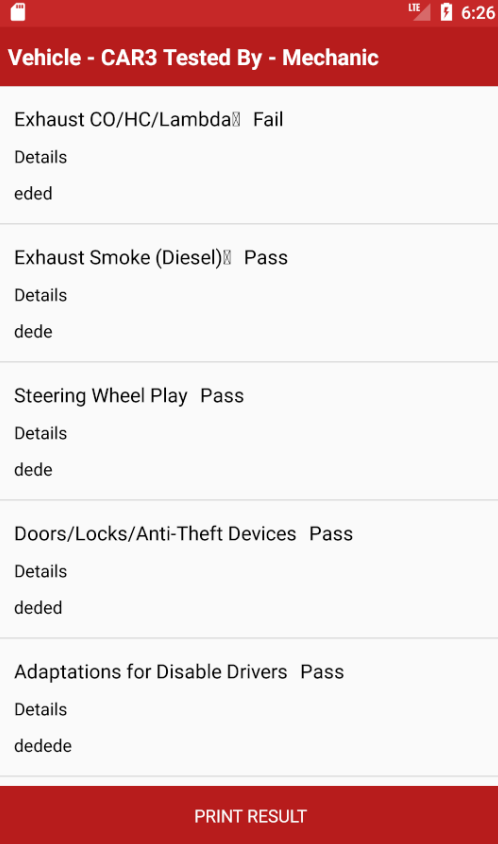 LTE 6:26
Vehicle - CAR3 Tested By - Mechanic
Exhaust CO/HC/Lambda Fail
Details
eded
Exhaust Smoke (Diesel) Pass
Details
dede
Steering Wheel Play Pass
Details
dede
Doors/Locks/Anti-Theft Devices Pass
Details
deded
Adaptations for Disable Drivers Pass
Details
dedede
PRINT RESULT